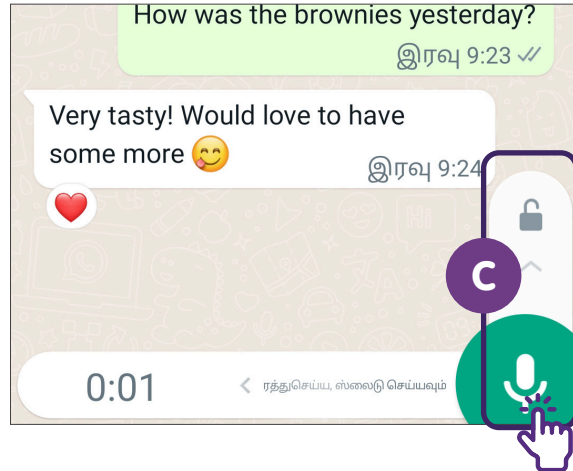 How was the brownies yesterday?
இரவு 9:23
Very tasty! Would love to have
some more 😋
இரவு 9:24
C
0:01
ரத்துசெய்ய, ஸ்லைடு செய்யவும்